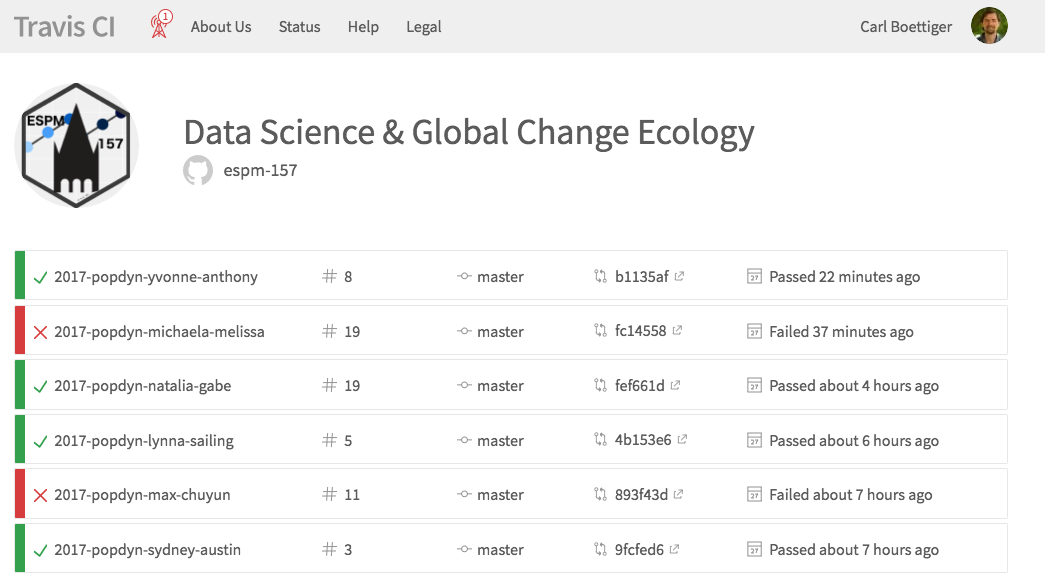 Travis CI 1 About Us Status Help Legal Carl Boettiger
ESPM
157
Data Science & Global Change Ecology
espm-157
2017-popdyn-yvonne-anthony # 8 master b1135af 27 Passed 22 minutes ago
2017-popdyn-michaela-melissa # 19 master fc14558 27 Failed 37 minutes ago
2017-popdyn-natalia-gabe # 19 master fef661d 27 Passed about 4 hours ago
2017-popdyn-lynna-sailing # 5 master 4b153e6 27 Passed about 6 hours ago
2017-popdyn-max-chuyun # 11 master 893f43d 27 Failed about 7 hours ago
2017-popdyn-sydney-austin # 3 master 9fcfed6 27 Passed about 7 hours ago